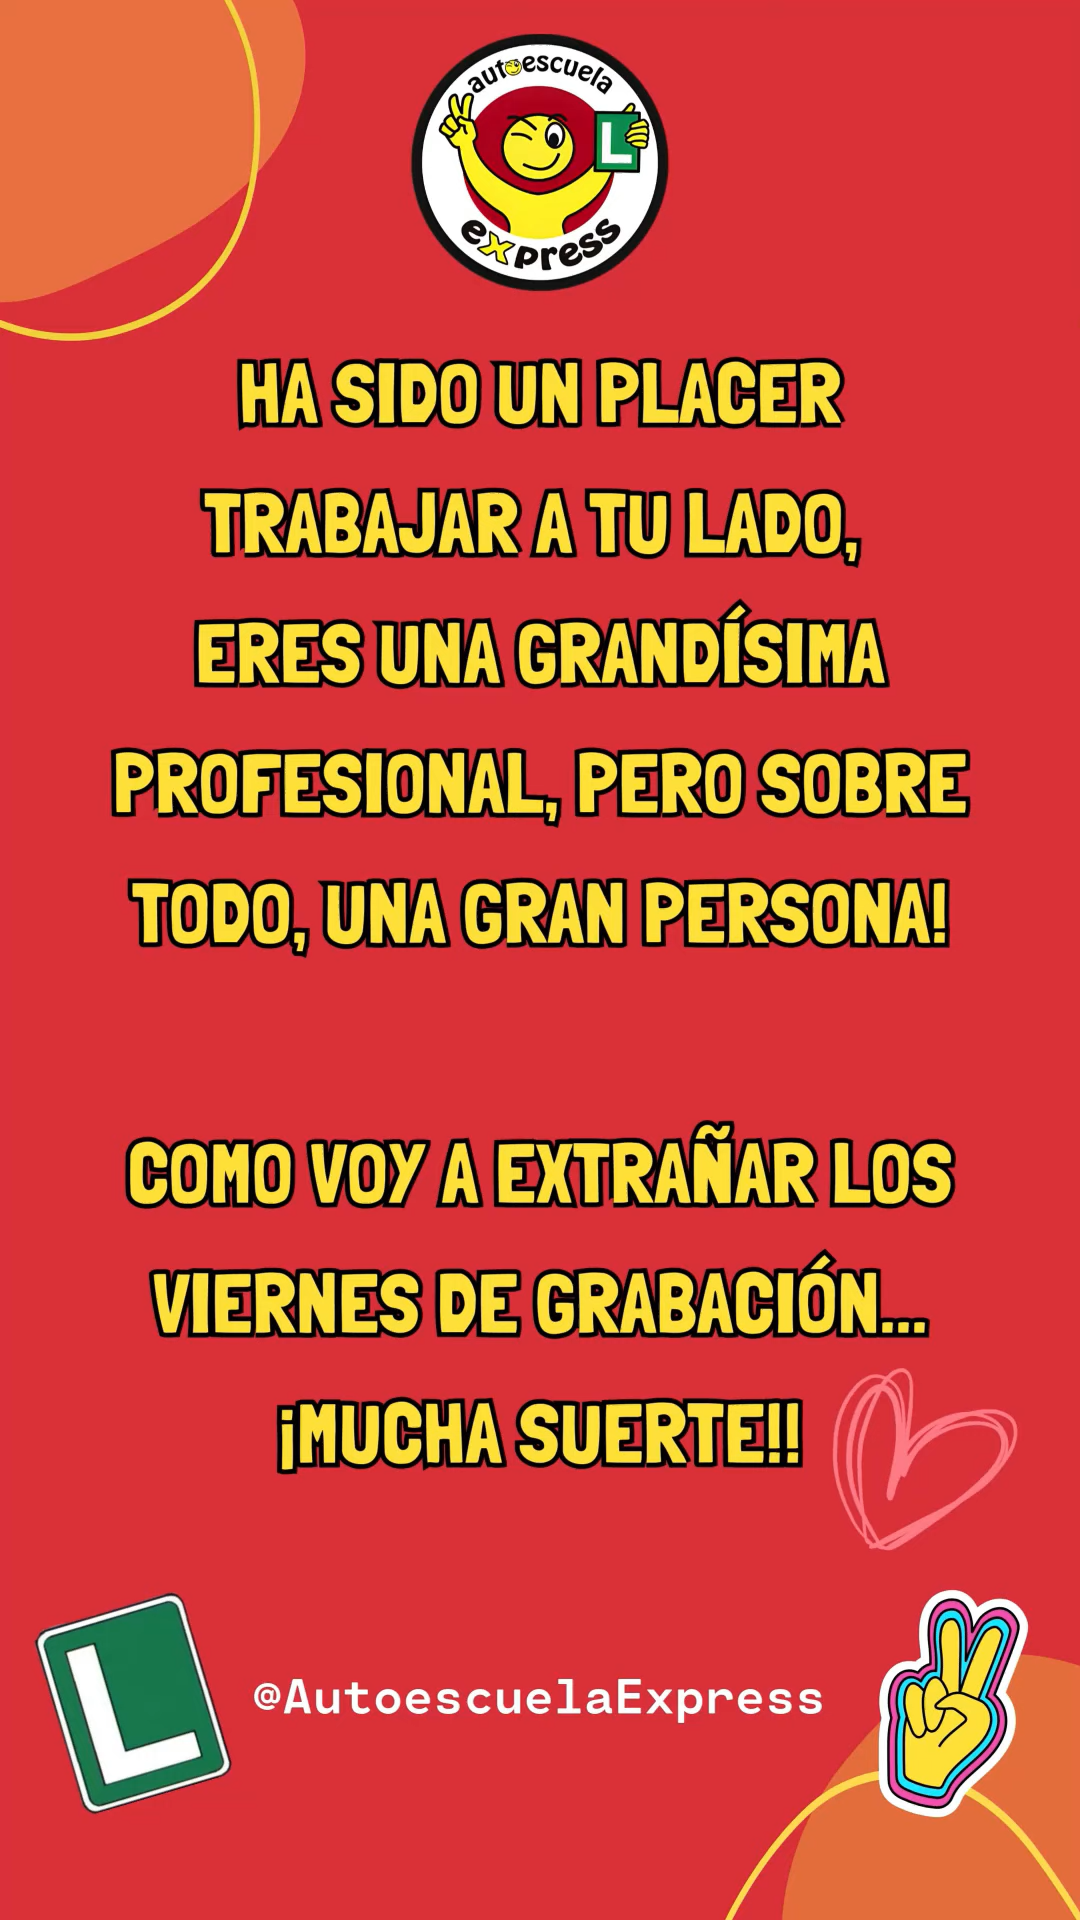 autoescuela
L
express
HA SIDO UN PLACER
TRABAJAR A TU LADO,
ERES UNA GRANDÍSIMA
PROFESIONAL, PERO SOBRE
TODO, UNA GRAN PERSONA!
COMO VOY A EXTRAÑAR LOS
VIERNES DE GRABACIÓN...
¡MUCHA SUERTE!!
L
@AutoescuelaExpress